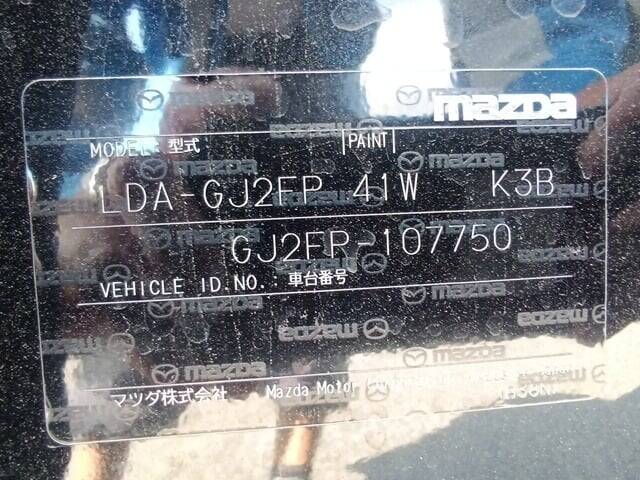 mazda
MODEL: 型式 PAINT
LDA-GJ2FP 41W K3B
GJ2FP-107750
VEHICLE ID.NO.: 車台番号
マツダ株式会社 Mazda Motor